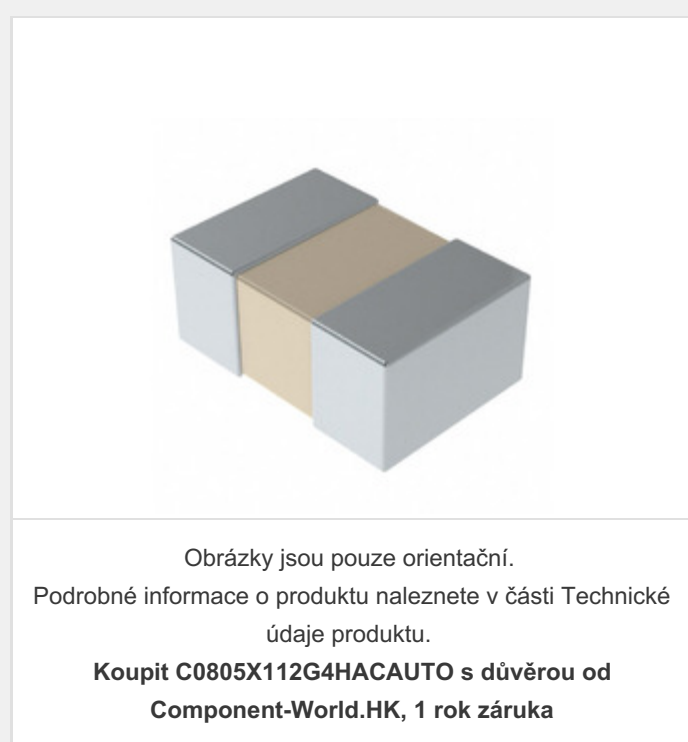 Obrázky jsou pouze orientační.
Podrobné informace o produktu naleznete v části Technické
údaje produktu.
Koupit C0805X112G4HACAUTO s důvěrou od
Component-World.HK, 1 rok záruka